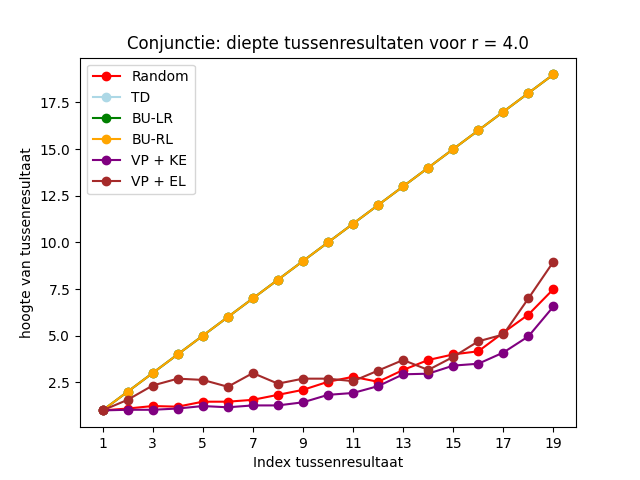 Conjunctie: diepte tussenresultaten voor r = 4.0
Random
TD
BU-LR
BU-RL
VP + KE
VP + EL
17.5
15.0
12.5
10.0
7.5
5.0
2.5
hoogte van tussenresultaat
1 3 5 7 9 11 13 15 17 19
Index tussenresultaat